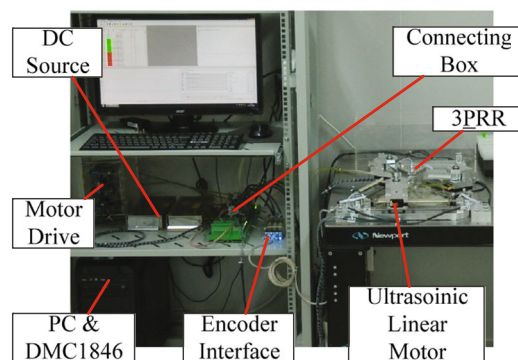 DC
Source
Connecting
Box
3PRR
Motor
Drive
Newport
PC &
DMC1846
Encoder
Interface
Ultrasoinic
Linear
Motor